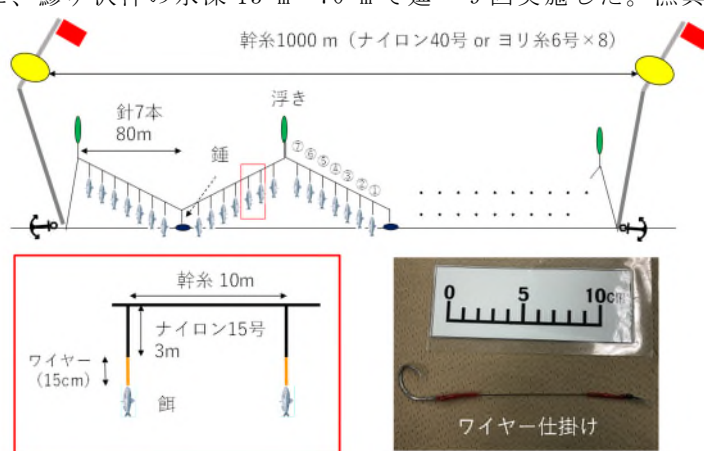 幹糸1000 m（ナイロン40号 or ヨリ糸6号×8）
浮き
針7本
80m
錘
⑦⑥⑤④③②①
幹糸 10m
ナイロン15号
3m
ワイヤー
(15cm)
餌
0 5 10cm
ワイヤー仕掛け